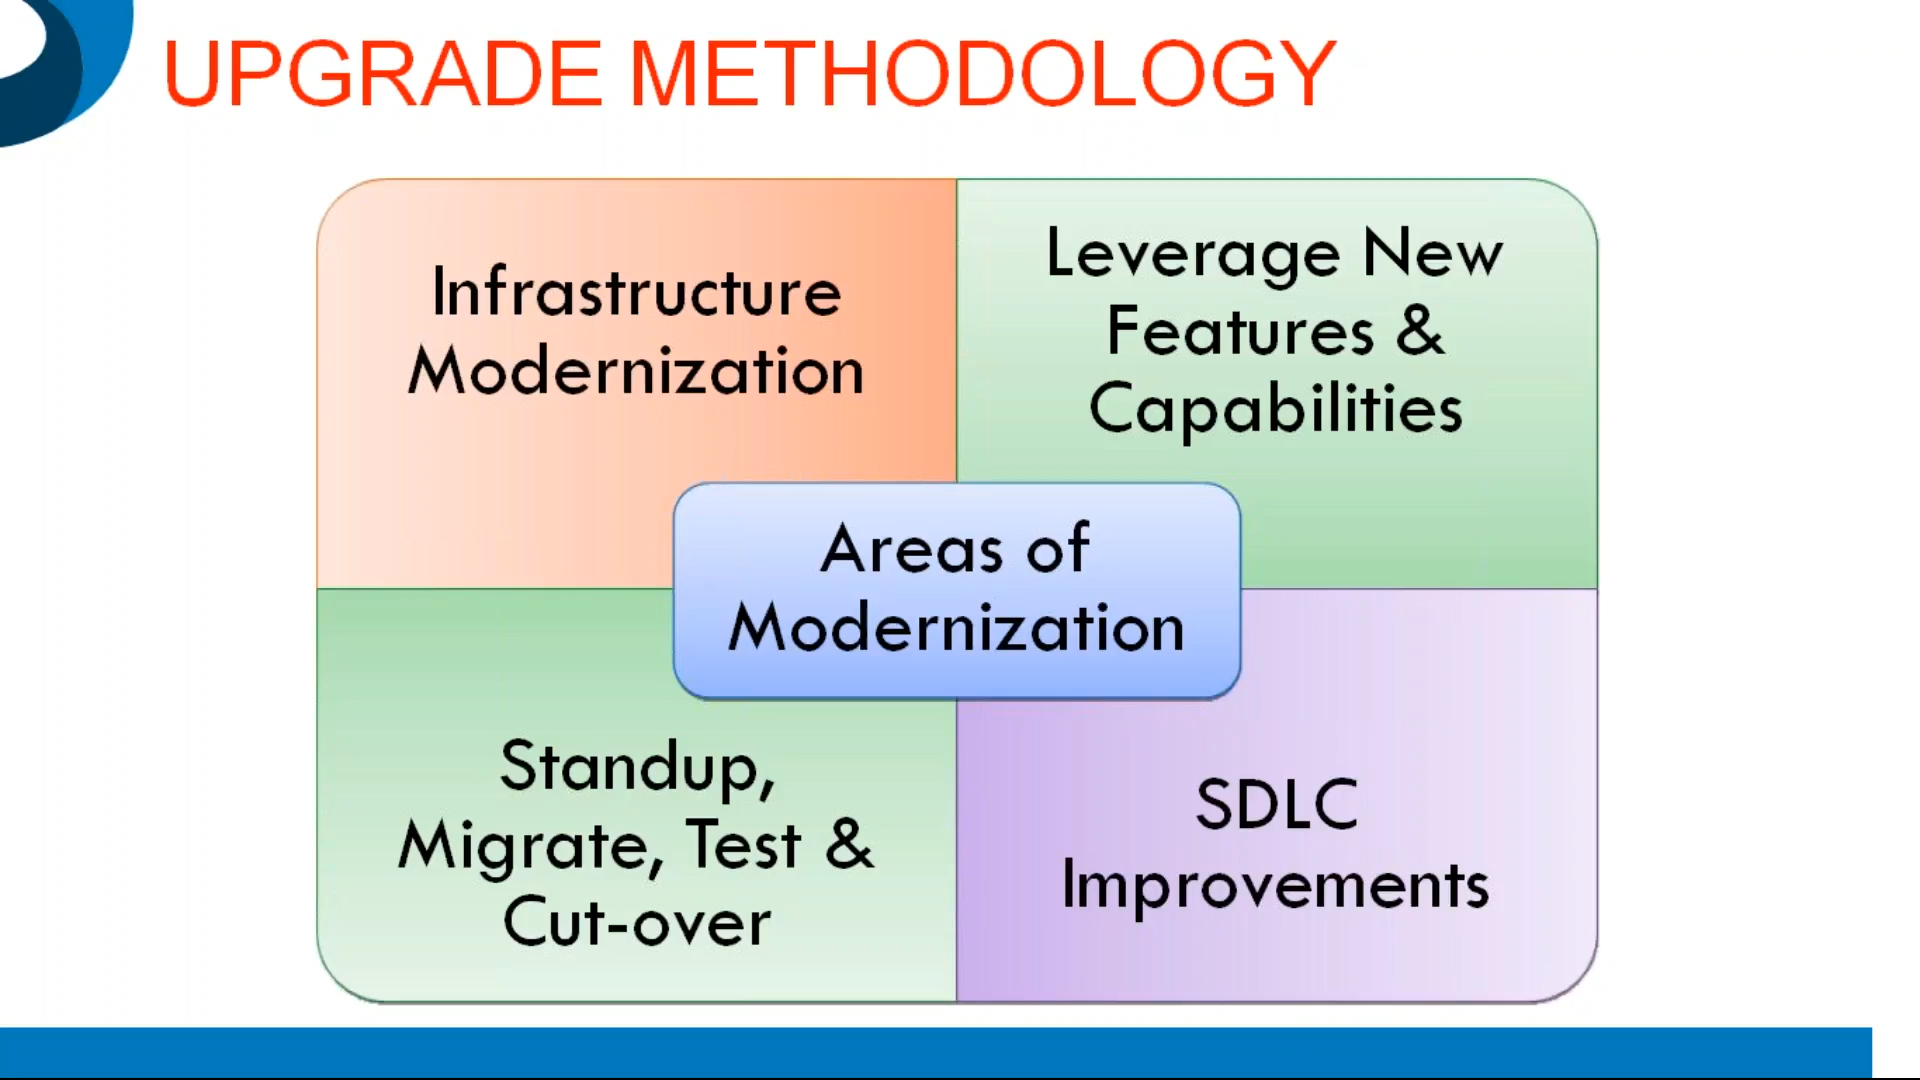 UPGRADE METHODOLOGY
Infrastructure
Modernization
Leverage New
Features &
Capabilities
Areas of
Modernization
Standup,
Migrate, Test &
Cut-over
SDLC
Improvements